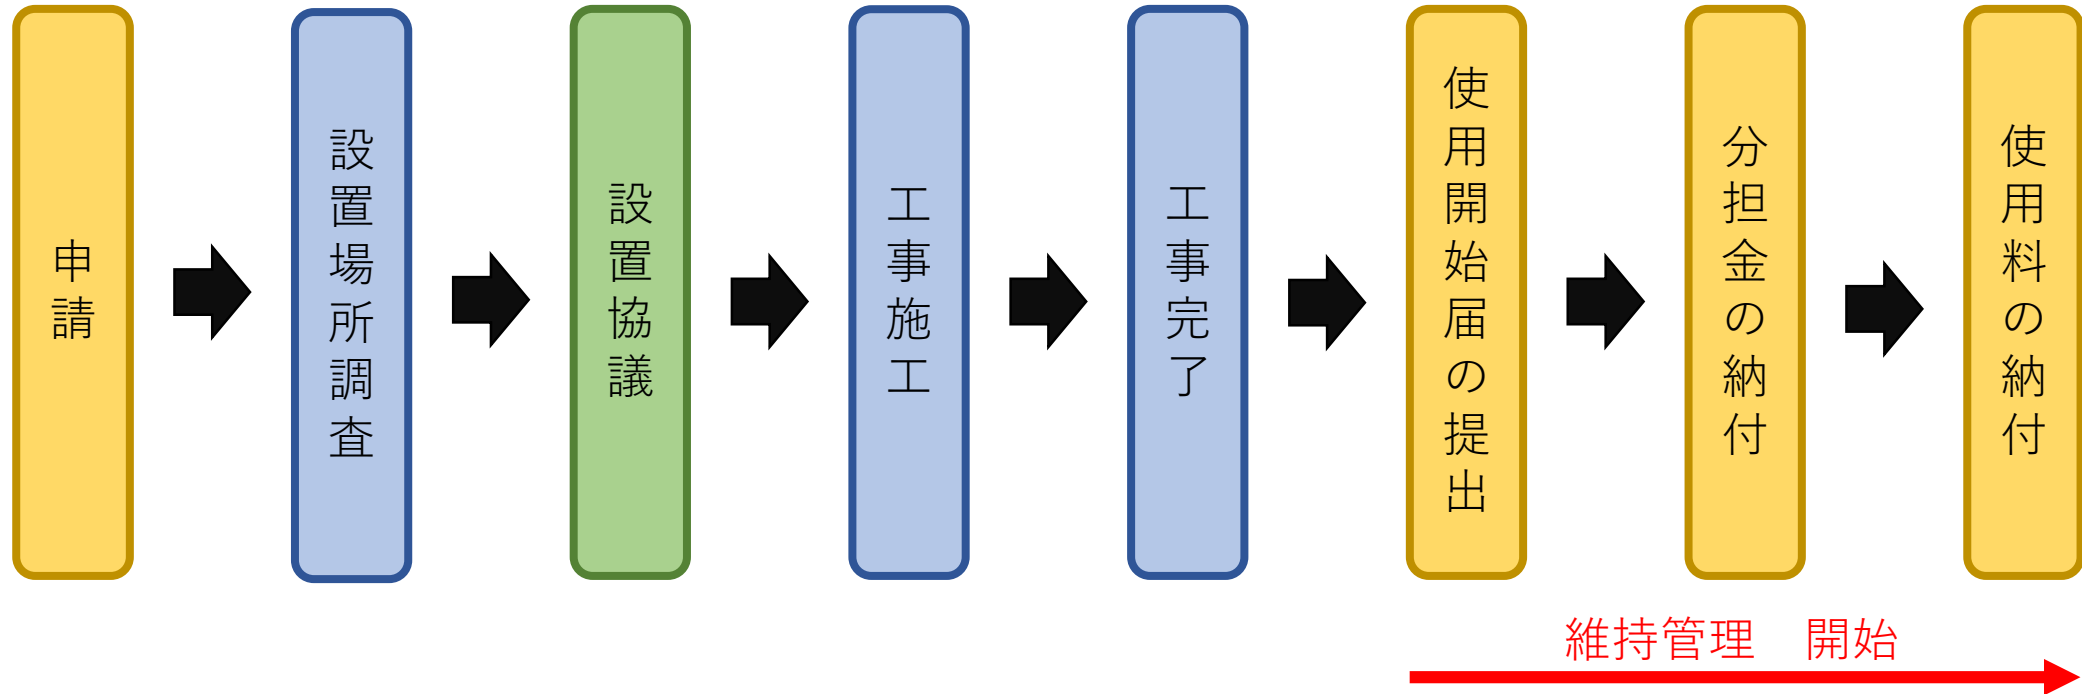 申請
設置場所調査
設置協議
工事施工
工事完了
使用開始届の提出
分担金の納付
使用料の納付
維持管理　開始